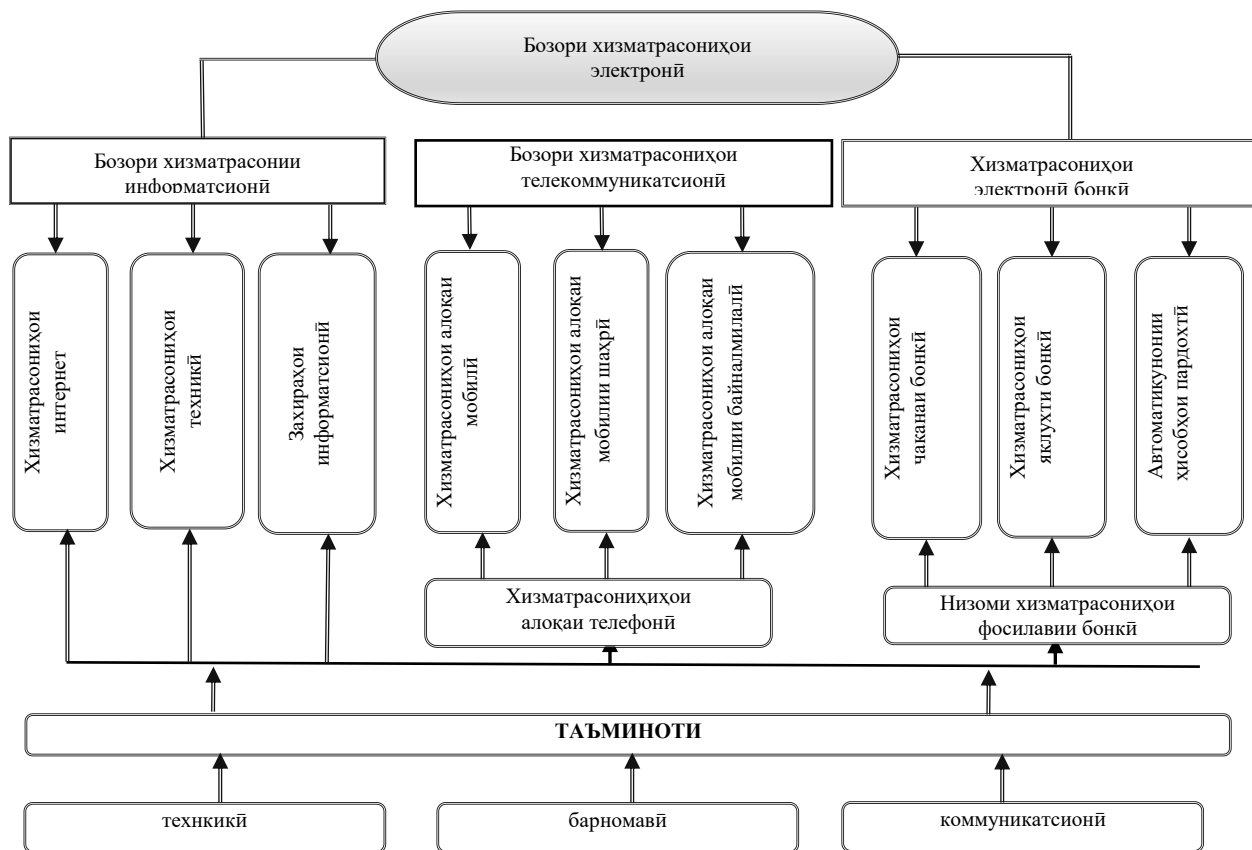 Бозори хизматрасониҳои
электронӣ
Бозори хизматрасонии
информатсионӣ
Бозори хизматрасониҳои
телекоммуникатсионӣ
Хизматрасониҳои
электронӣ бонкӣ
Хизматрасониҳои
интернет
Хизматрасониҳои
техникӣ
Захираҳои
информатсионӣ
Хизматрасониҳои алоқаи
мобилӣ
Хизматрасониҳои алоқаи
мобилии шаҳрӣ
Хизматрасониҳои алоқаи
мобилии байналмилалӣ
Хизматрасониҳои
чаканаи бонкӣ
Хизматрасониҳои
яклухти бонкӣ
Автоматикунонии
ҳисобҳои пардохтӣ
Хизматрасониҳиҳои
алоқаи телефонӣ
Низоми хизматрасониҳои
фосилавии бонкӣ
ТАЪМИНОТИ
технкикӣ
барномавӣ
коммуникатсионӣ